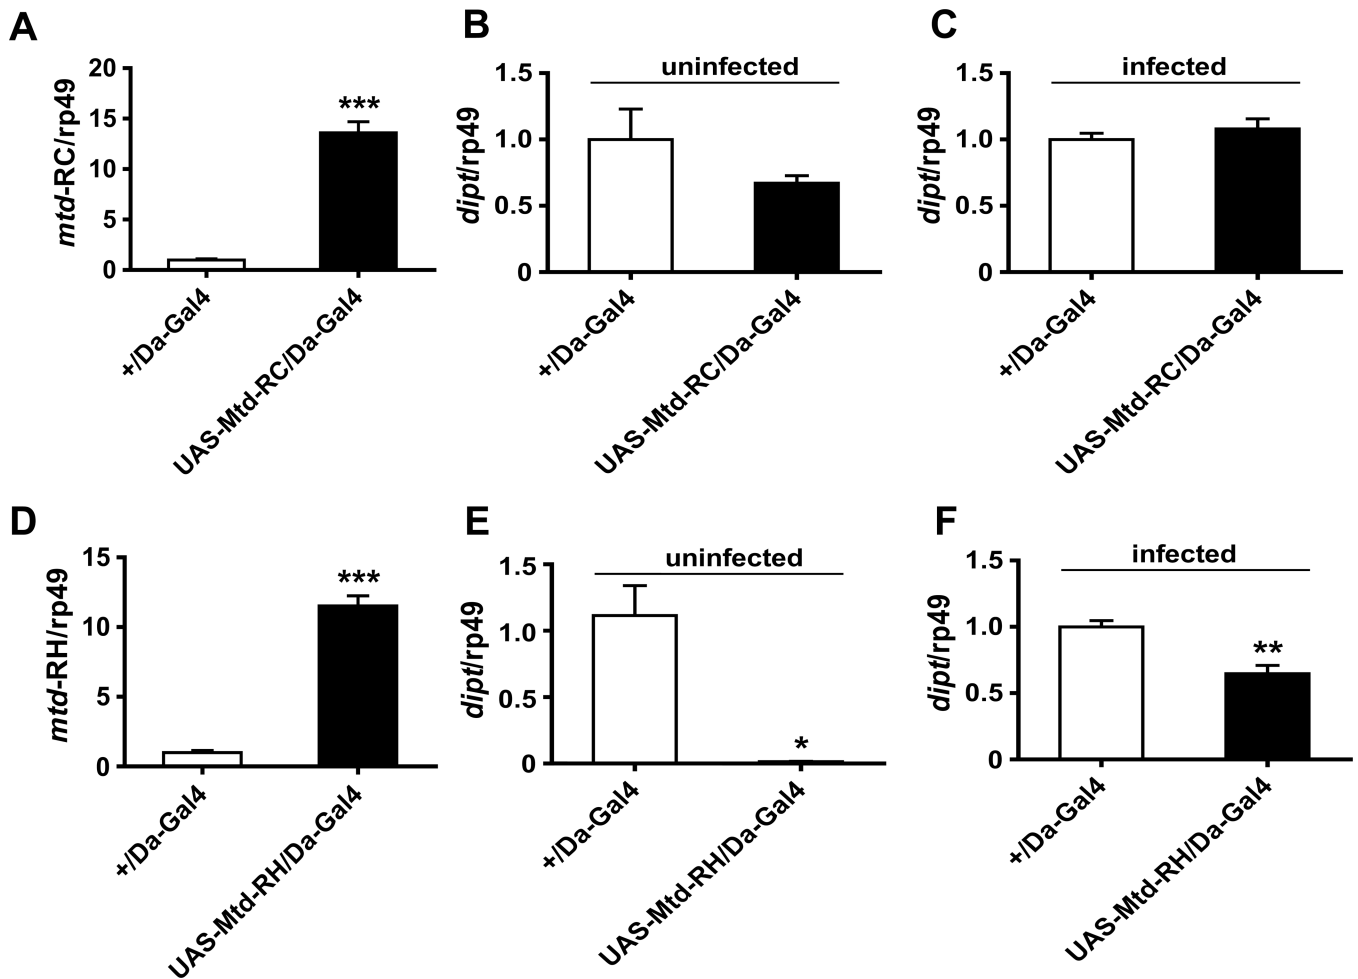 A
mtd-RC/rp49
20
15
10
5
0
***
+/Da-Gal4
UAS-Mtd-RC/Da-Gal4
B
uninfected
dipt/rp49
1.5
1.0
0.5
0
+/Da-Gal4
UAS-Mtd-RC/Da-Gal4
C
infected
dipt/rp49
1.5
1.0
0.5
0
+/Da-Gal4
UAS-Mtd-RC/Da-Gal4
D
mtd-RH/rp49
15
10
5
0
***
+/Da-Gal4
UAS-Mtd-RH/Da-Gal4
E
uninfected
dipt/rp49
1.5
1.0
0.5
0
*
+/Da-Gal4
UAS-Mtd-RH/Da-Gal4
F
infected
dipt/rp49
1.5
1.0
0.5
0
**
+/Da-Gal4
UAS-Mtd-RH/Da-Gal4